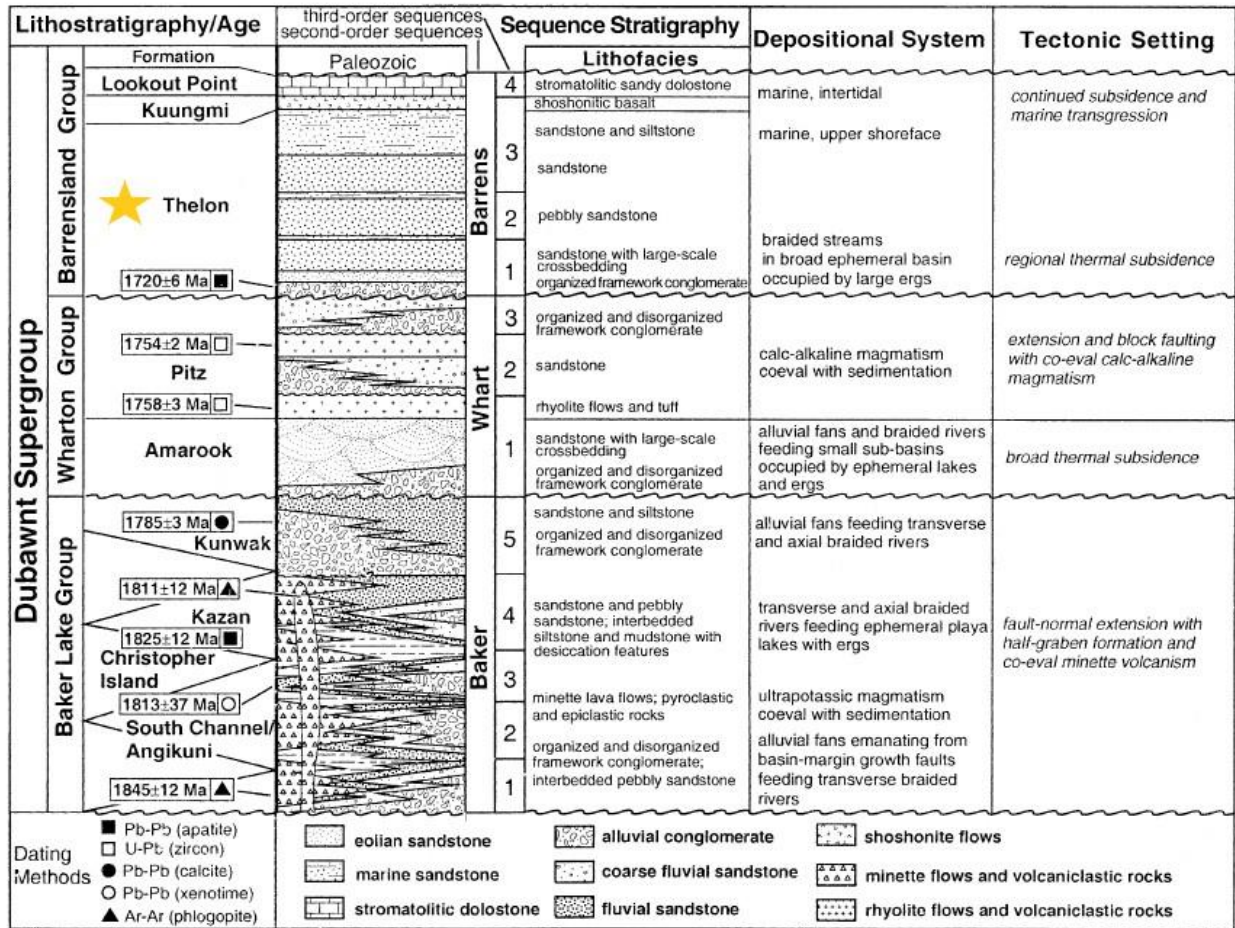 Lithostratigraphy/Age
third-order sequences
second-order sequences
Sequence Stratigraphy
Depositional System
Tectonic Setting
Formation
Paleozoic
Lithofacies
Dubawnt Supergroup
Barrensland Group
Lookout Point
Kuungmi
Thelon
1720±6 Ma
Barrens
4
stromatolitic sandy dolostone
shoshonitic basalt
3
sandstone and siltstone
sandstone
2
pebbly sandstone
1
sandstone with large-scale
crossbedding
organized framework conglomerate
marine, intertidal
marine, upper shoreface
braided streams
in broad ephemeral basin
occupied by large ergs
continued subsidence and
marine transgression
regional thermal subsidence
Wharton Group
1754±2 Ma
Pitz
1758±3 Ma
Amarook
Whart
3
organized and disorganized
framework conglomerate
2
sandstone
rhyolite flows and tuff
1
sandstone with large-scale
crossbedding
organized and disorganized
framework conglomerate
calc-alkaline magmatism
coeval with sedimentation
alluvial fans and braided rivers
feeding small sub-basins
occupied by ephemeral lakes
and ergs
extension and block faulting
with co-eval calc-alkaline
magmatism
broad thermal subsidence
Baker Lake Group
1785±3 Ma
Kunwak
1811±12 Ma
Kazan
1825±12 Ma
Christopher
Island
1813±37 Ma
South Channel/
Angikuni
1845±12 Ma
?
Baker
5
sandstone and siltstone
organized and disorganized
framework conglomerate
4
sandstone and pebbly
sandstone; interbedded
siltstone and mudstone with
desiccation features
3
minette lava flows; pyroclastic
and epiclastic rocks
2
organized and disorganized
framework conglomerate;
1
interbedded pebbly sandstone
alluvial fans feeding transverse
and axial braided rivers
transverse and axial braided
rivers feeding ephemeral playa
lakes with ergs
ultrapotassic magmatism
coeval with sedimentation
alluvial fans emanating from
basin-margin growth faults
feeding transverse braided
rivers
fault-normal extension with
half-graben formation and
co-eval minette volcanism
Dating
Methods
Pb-Pb (apatite)
U-Pb (zircon)
Pb-Pb (calcite)
Pb-Pb (xenotime)
Ar-Ar (phlogopite)
eolian sandstone
marine sandstone
stromatolitic dolostone
alluvial conglomerate
coarse fluvial sandstone
fluvial sandstone
shoshonite flows
minette flows and volcaniclastic rocks
rhyolite flows and volcaniclastic rocks